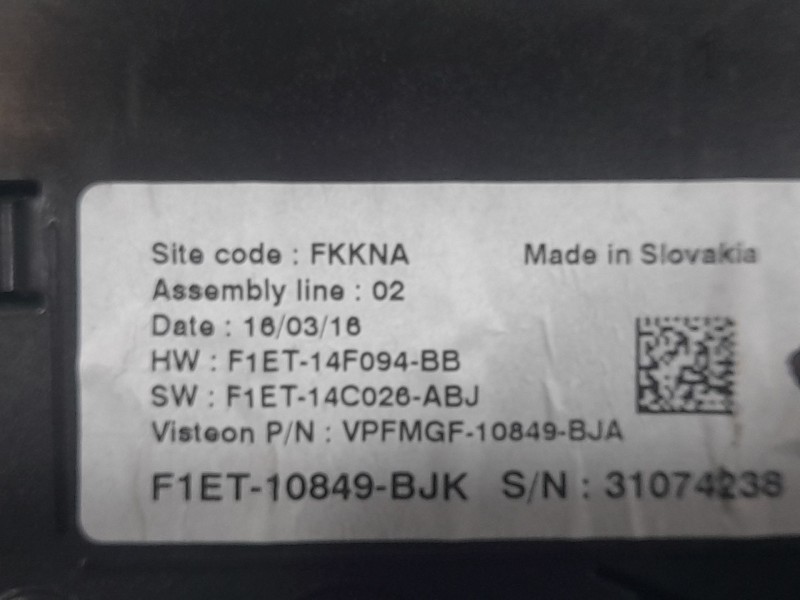 Site code : FKKNA Made in Slovakia
Assembly line : 02
Date : 16/03/16
HW : F1ET-14F094-BB
SW : F1ET-14C026-ABJ
Visteon P/N : VPFMGF-10849-BJA
F1ET-10849-BJK S/N : 31074238